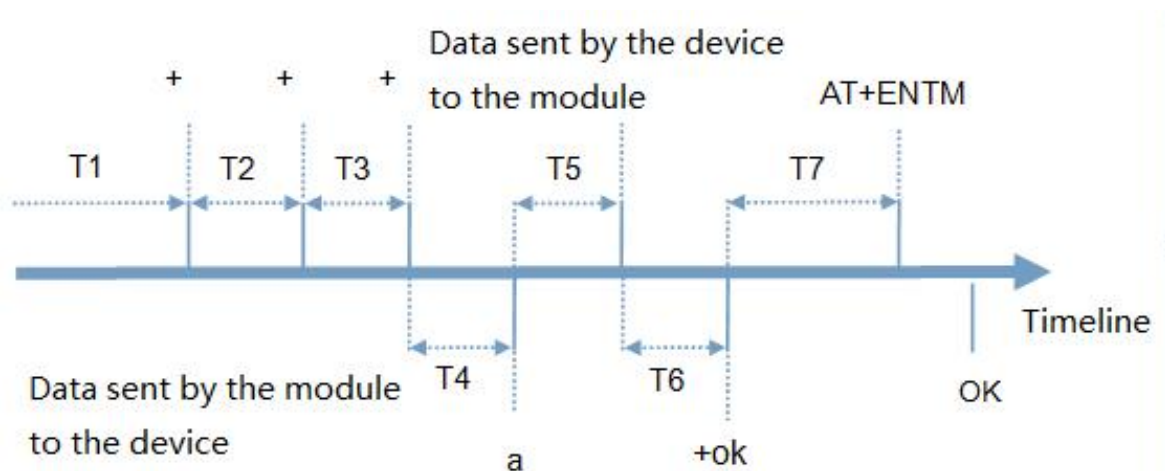 Data sent by the device
to the module
+ + +
AT+ENTM
T1 T2 T3 T5 T7
Timeline
T4 T6
OK
Data sent by the module
to the device
a +ok